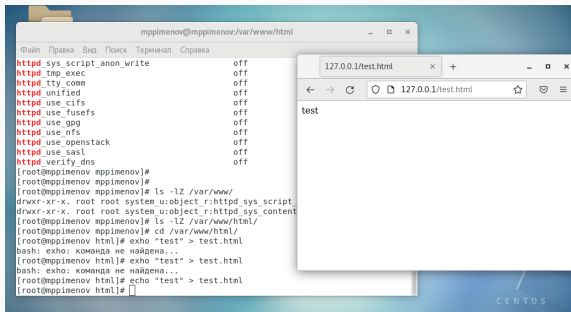 mppimenov@mppimenov:/var/www/html
Файл Правка Вид Поиск Терминал Справка
httpd_sys_script_anon_write off
httpd_tmp_exec off
httpd_tty_comm off
httpd_unified off
httpd_use_cifs off
httpd_use_fusefs off
httpd_use_gpg off
httpd_use_nfs off
httpd_use_openstack off
httpd_use_sasl off
httpd_verify_dns off
[root@mppimenov mppimenov]#
[root@mppimenov mppimenov]#
[root@mppimenov mppimenov]# ls -lZ /var/www/
drwxr-xr-x. root root system_u:object_r:httpd_sys_script_
drwxr-xr-x. root root system_u:object_r:httpd_sys_content
[root@mppimenov mppimenov]# ls -lZ /var/www/html/
[root@mppimenov mppimenov]# cd /var/www/html/
[root@mppimenov html]# exho "test" > test.html
bash: exho: команда не найдена...
[root@mppimenov html]# exho "test" > test.html
bash: exho: команда не найдена...
[root@mppimenov html]# echo "test" > test.html
[root@mppimenov html]#
127.0.0.1/test.html
127.0.0.1/test.html
test
7
CENTOS